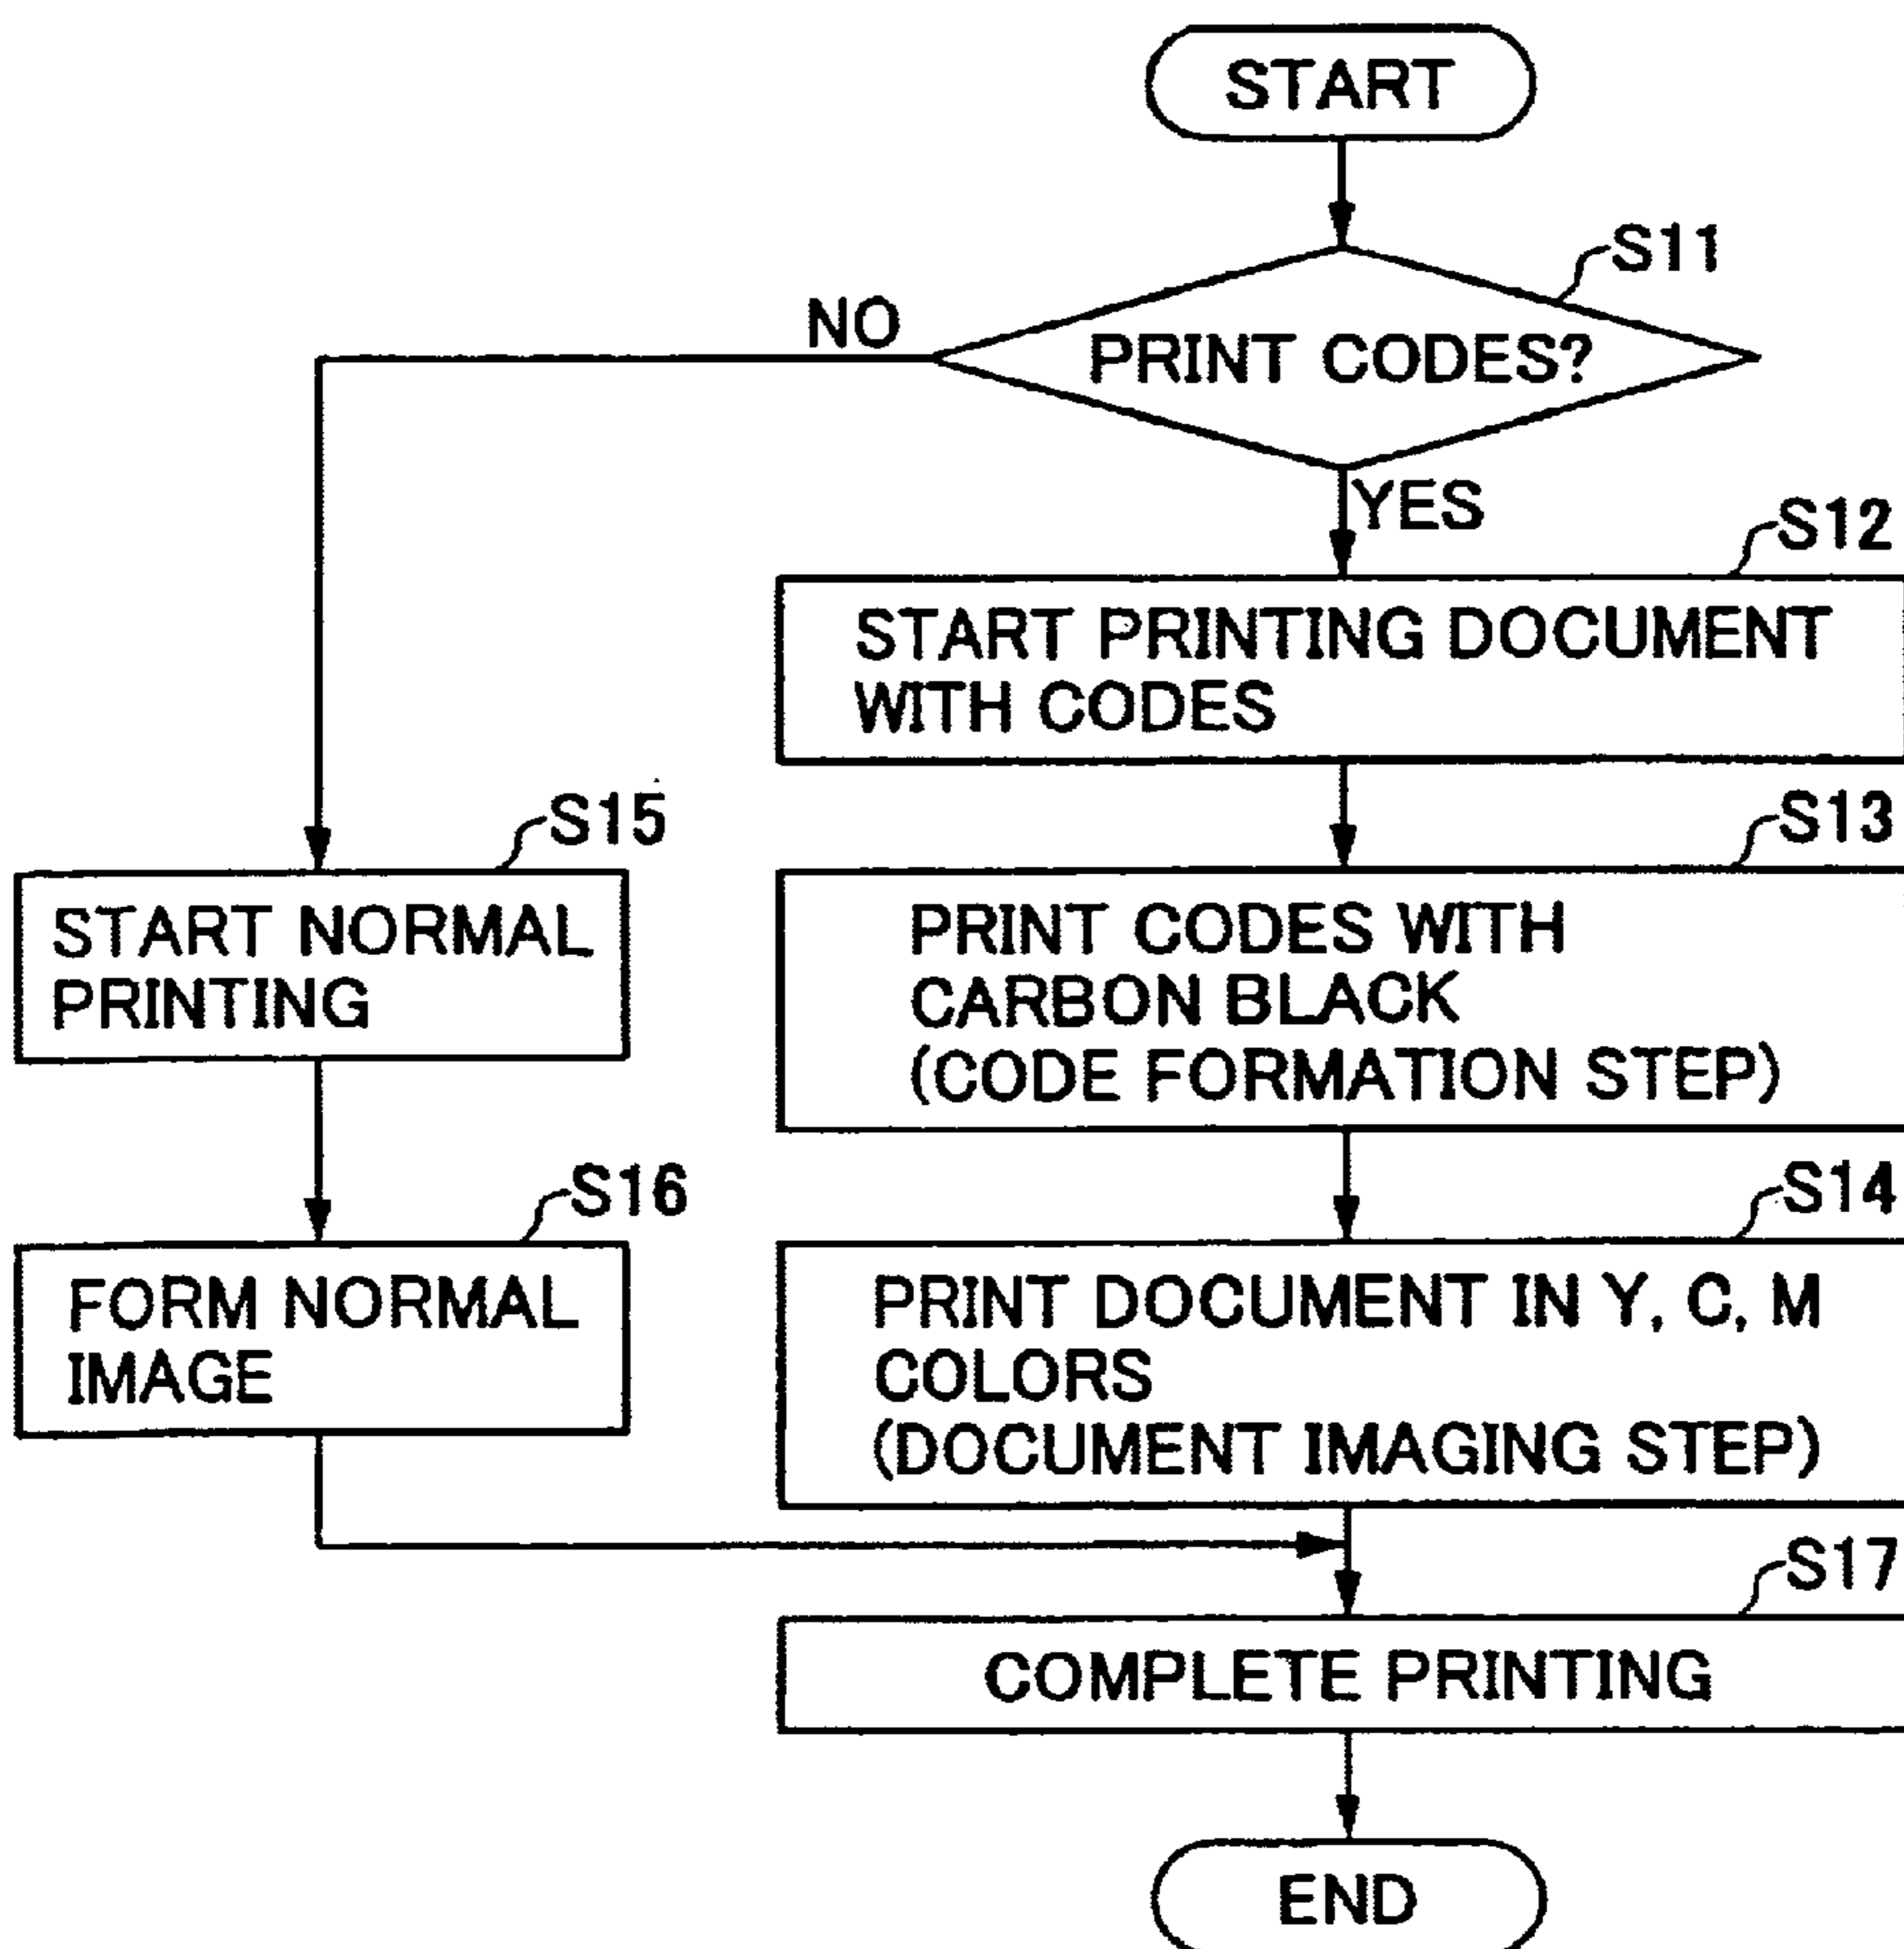 START
S11
NO
PRINT CODES?
YES
S12
START PRINTING DOCUMENT
WITH CODES
S15
S13
START NORMAL
PRINTING
PRINT CODES WITH
CARBON BLACK
(CODE FORMATION STEP)
S16
S14
FORM NORMAL
IMAGE
PRINT DOCUMENT IN Y, C, M
COLORS
(DOCUMENT IMAGING STEP)
S17
COMPLETE PRINTING
END